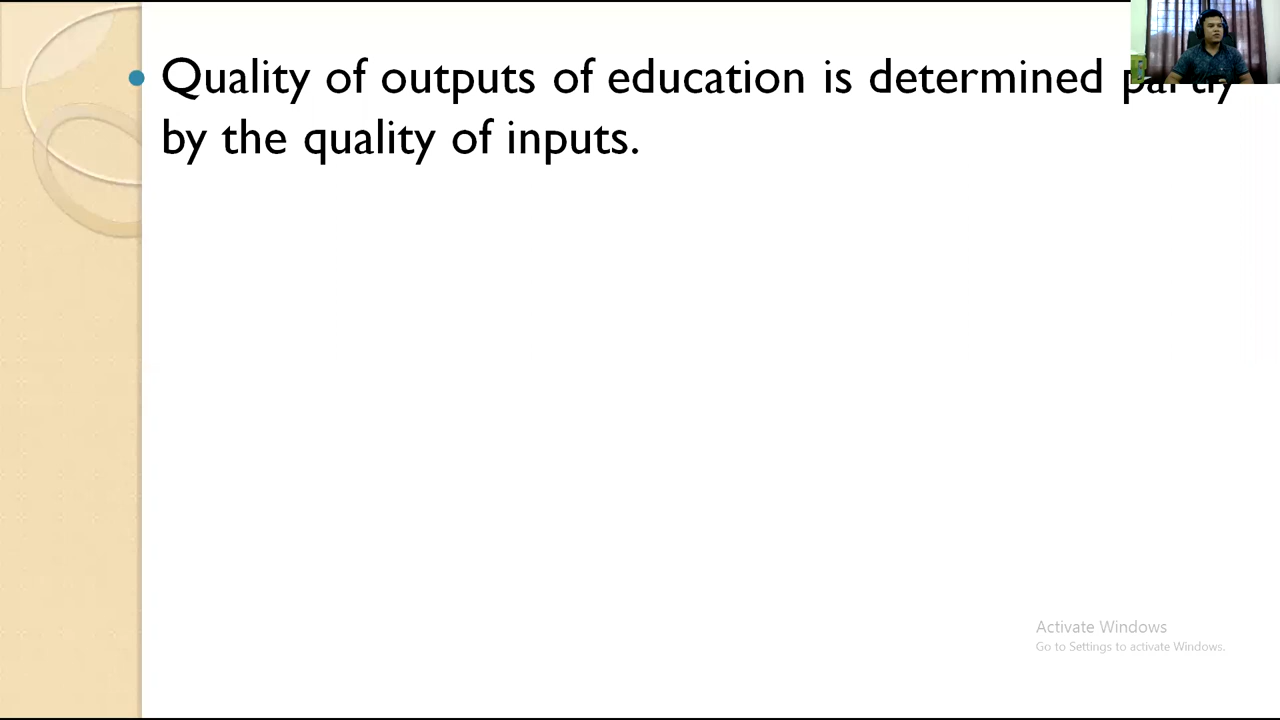 Quality of outputs of education is determined partly
by the quality of inputs.
Activate Windows
Go to Settings to activate Windows.